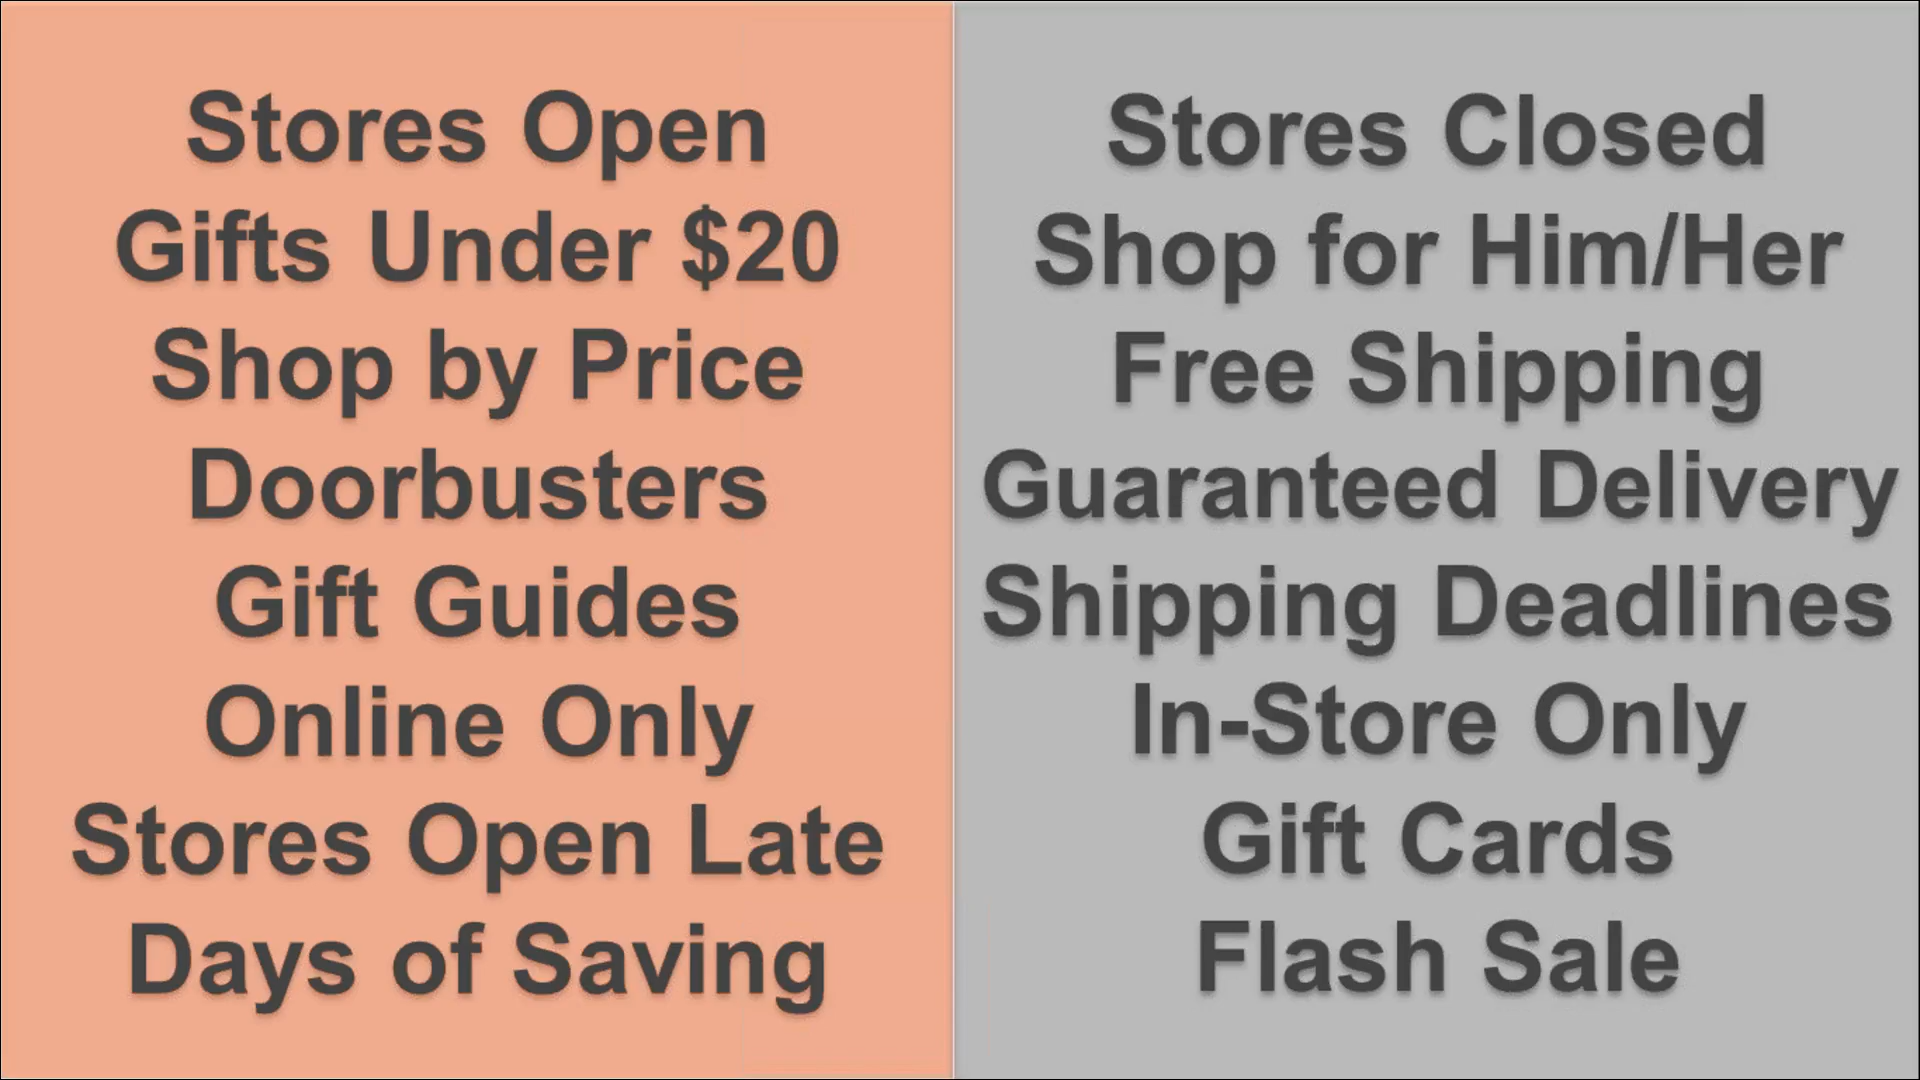 Stores Open
Gifts Under $20
Shop by Price
Doorbusters
Gift Guides
Online Only
Stores Open Late
Days of Saving
Stores Closed
Shop for Him/Her
Free Shipping
Guaranteed Delivery
Shipping Deadlines
In-Store Only
Gift Cards
Flash Sale